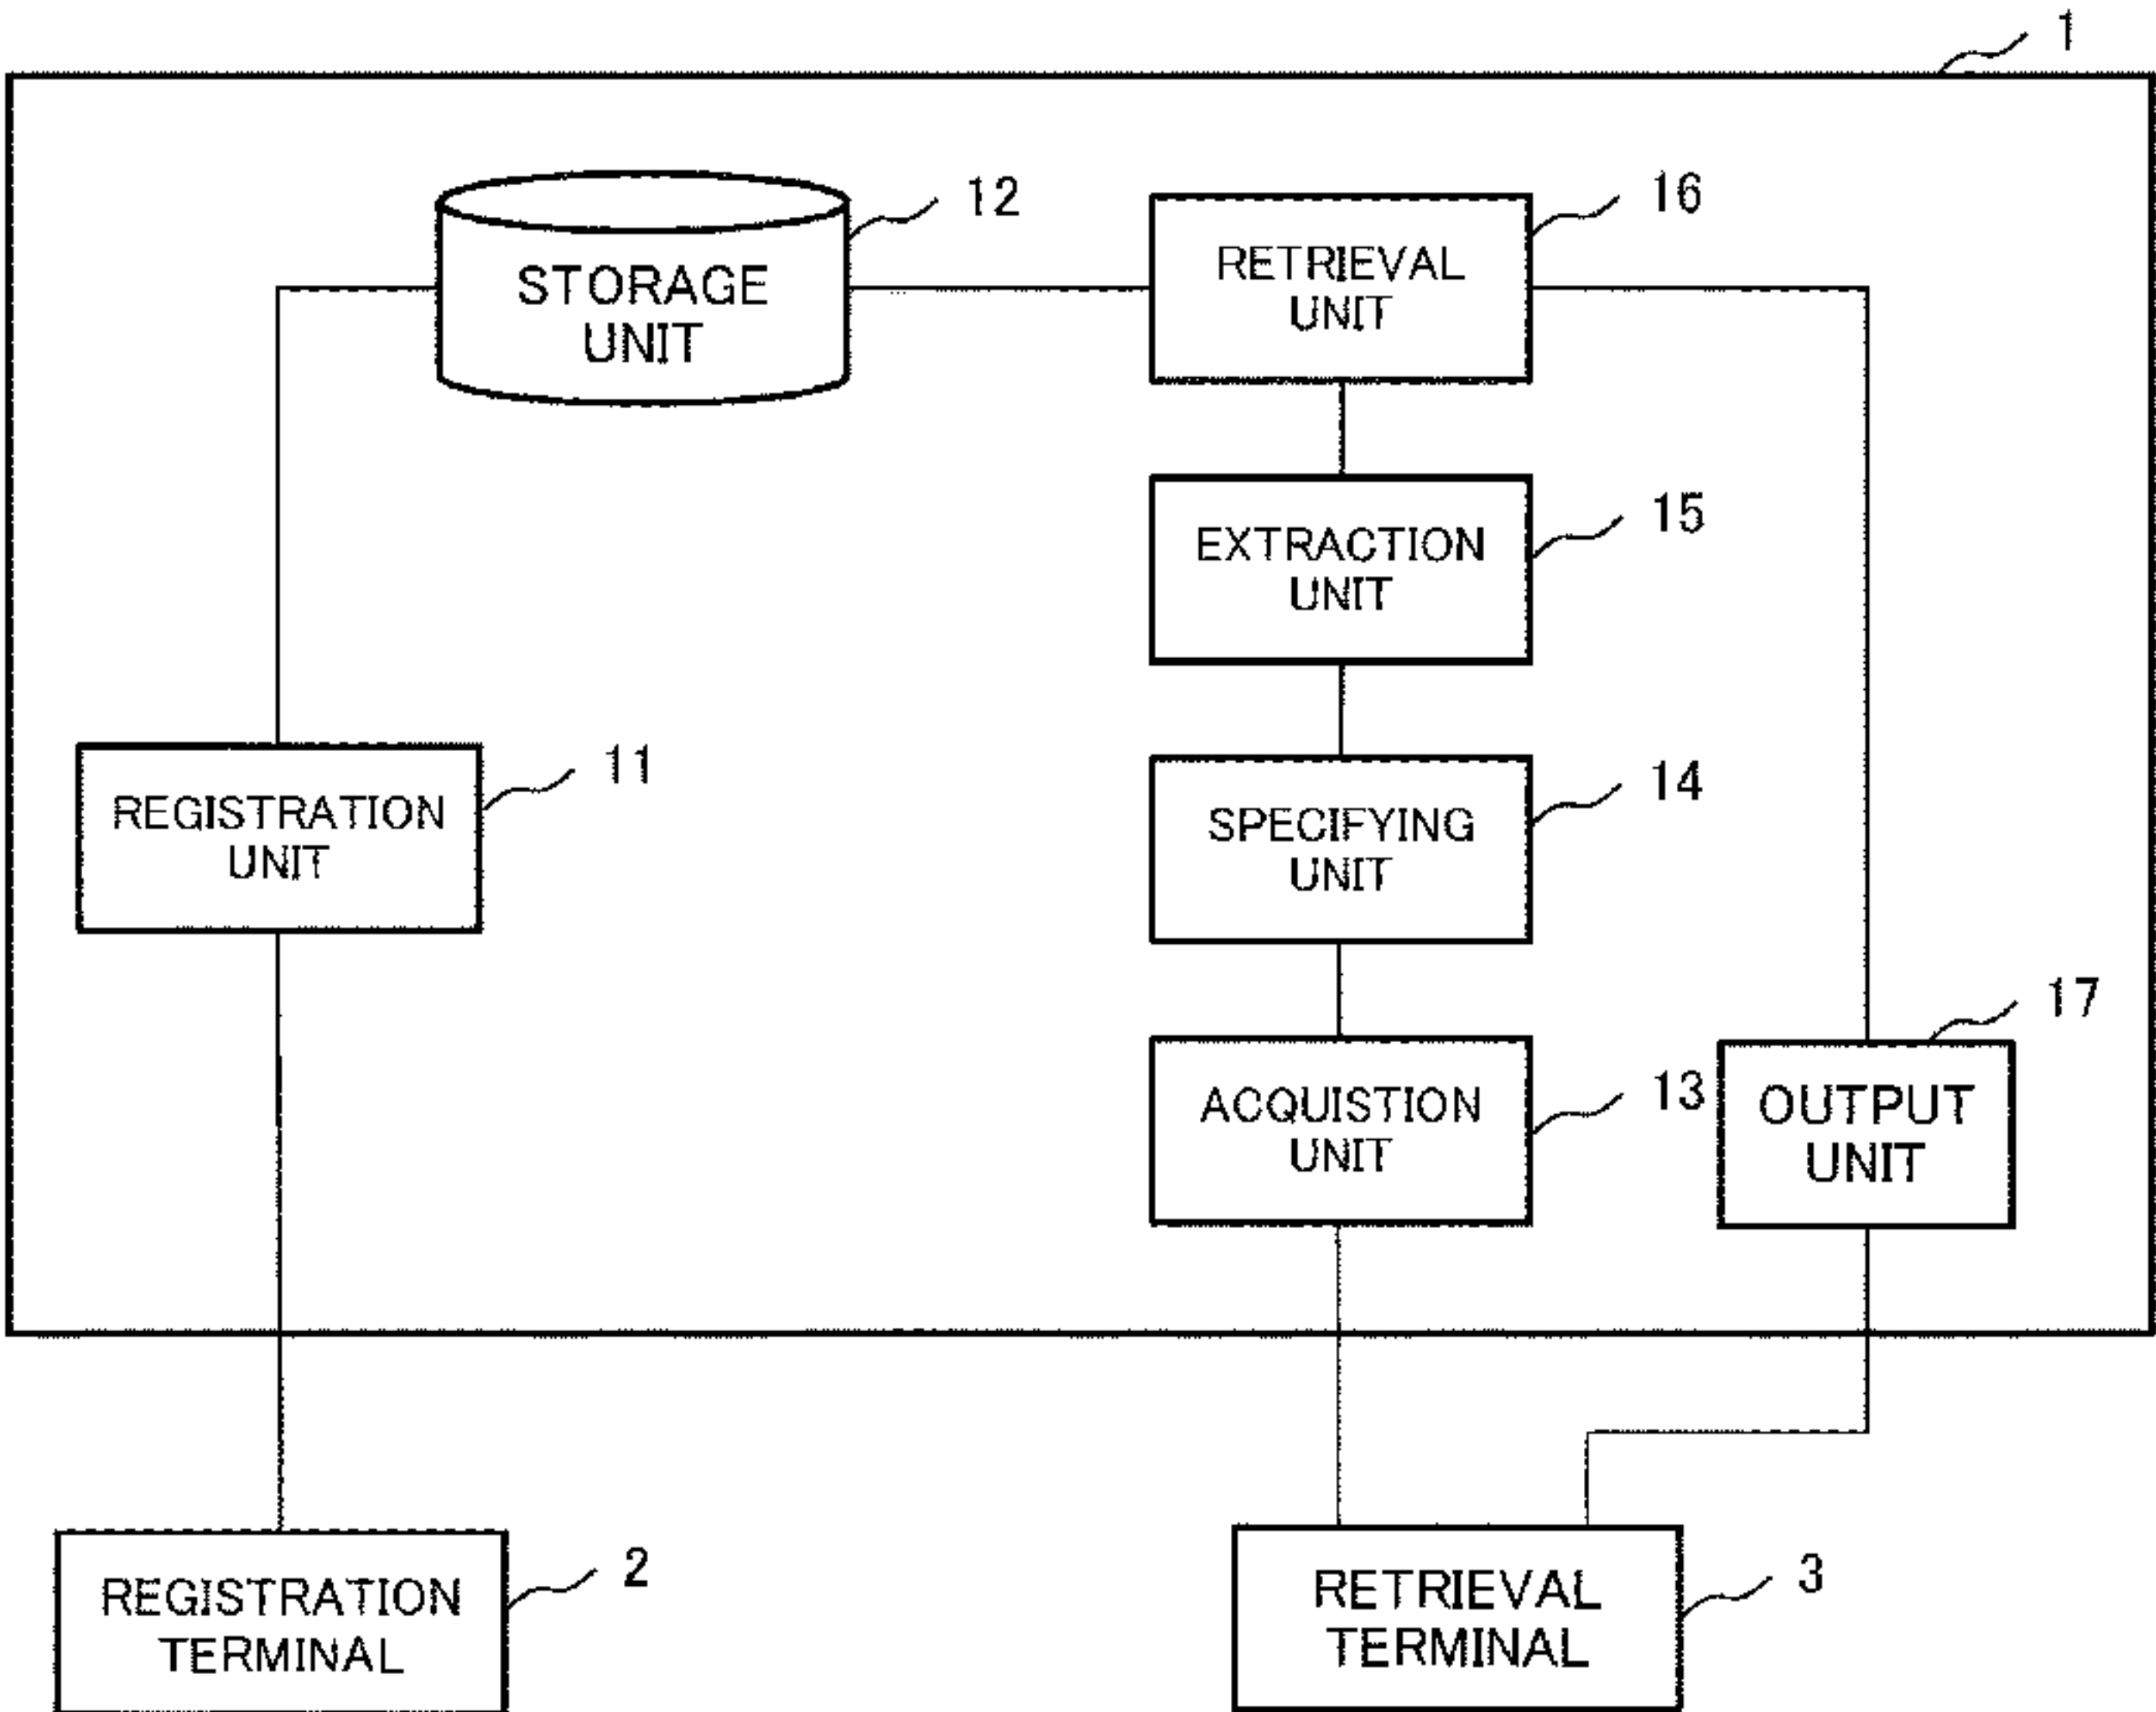 1
12
STORAGE
UNIT
16
RETRIEVAL
UNIT
15
EXTRACTION
UNIT
11
REGISTRATION
UNIT
14
SPECIFYING
UNIT
13
ACQUISTION
UNIT
17
OUTPUT
UNIT
2
REGISTRATION
TERMINAL
3
RETRIEVAL
TERMINAL